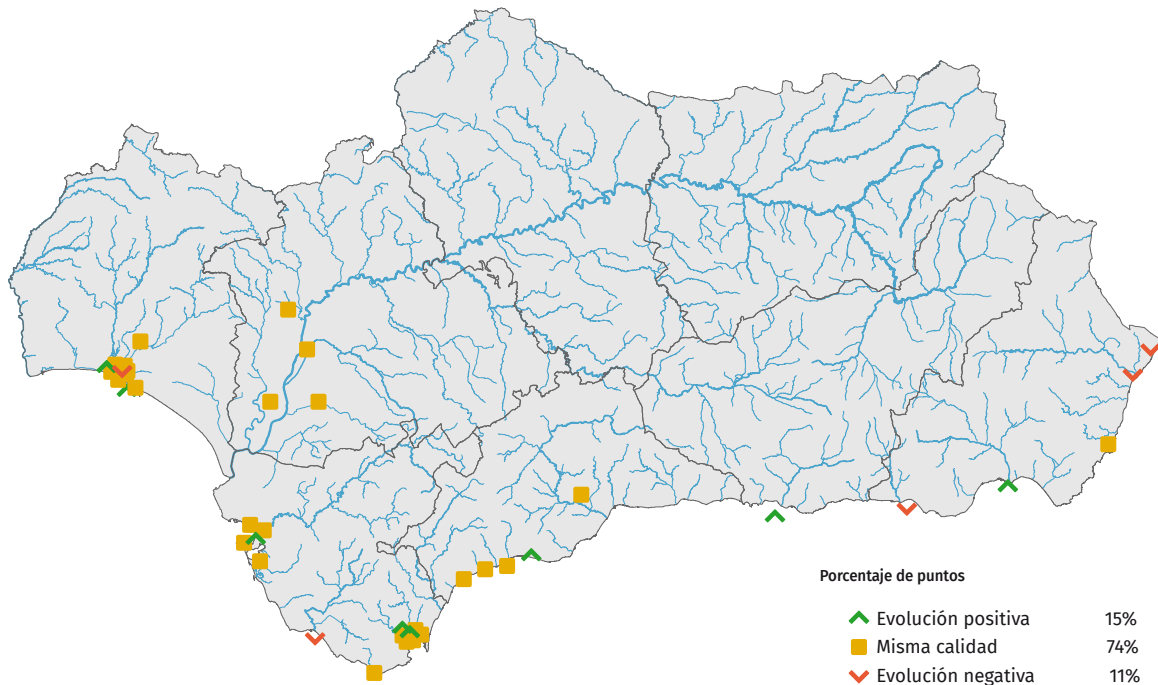 Porcentaje de puntos
Evolución positiva 15%
Misma calidad 74%
Evolución negativa 11%